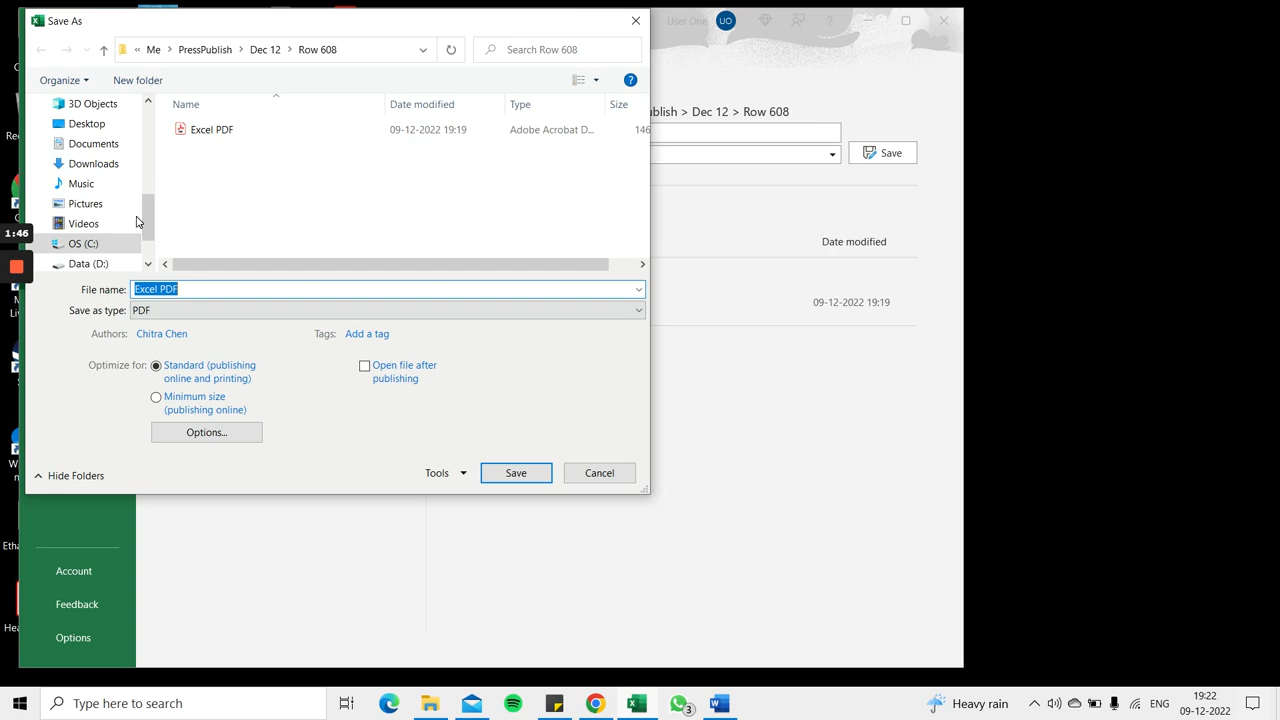 Save As
User One UO
« Me > PressPublish > Dec 12 > Row 608
Search Row 608
Organize New folder
3D Objects
Desktop
Documents
Downloads
Music
Pictures
Videos
OS (C:)
Data (D:)
Name Date modified Type Size
Excel PDF 09-12-2022 19:19 Adobe Acrobat D... 146
ublish > Dec 12 > Row 608
Save
Date modified
09-12-2022 19:19
1:46
File name: Excel PDF
Save as type: PDF
Authors: Chitra Chen Tags: Add a tag
Optimize for: Standard (publishing
online and printing)
Minimum size
(publishing online)
Open file after
publishing
Options...
Hide Folders
Tools Save Cancel
Account
Feedback
Options
Type here to search
3
Heavy rain
ENG
19:22
09-12-2022